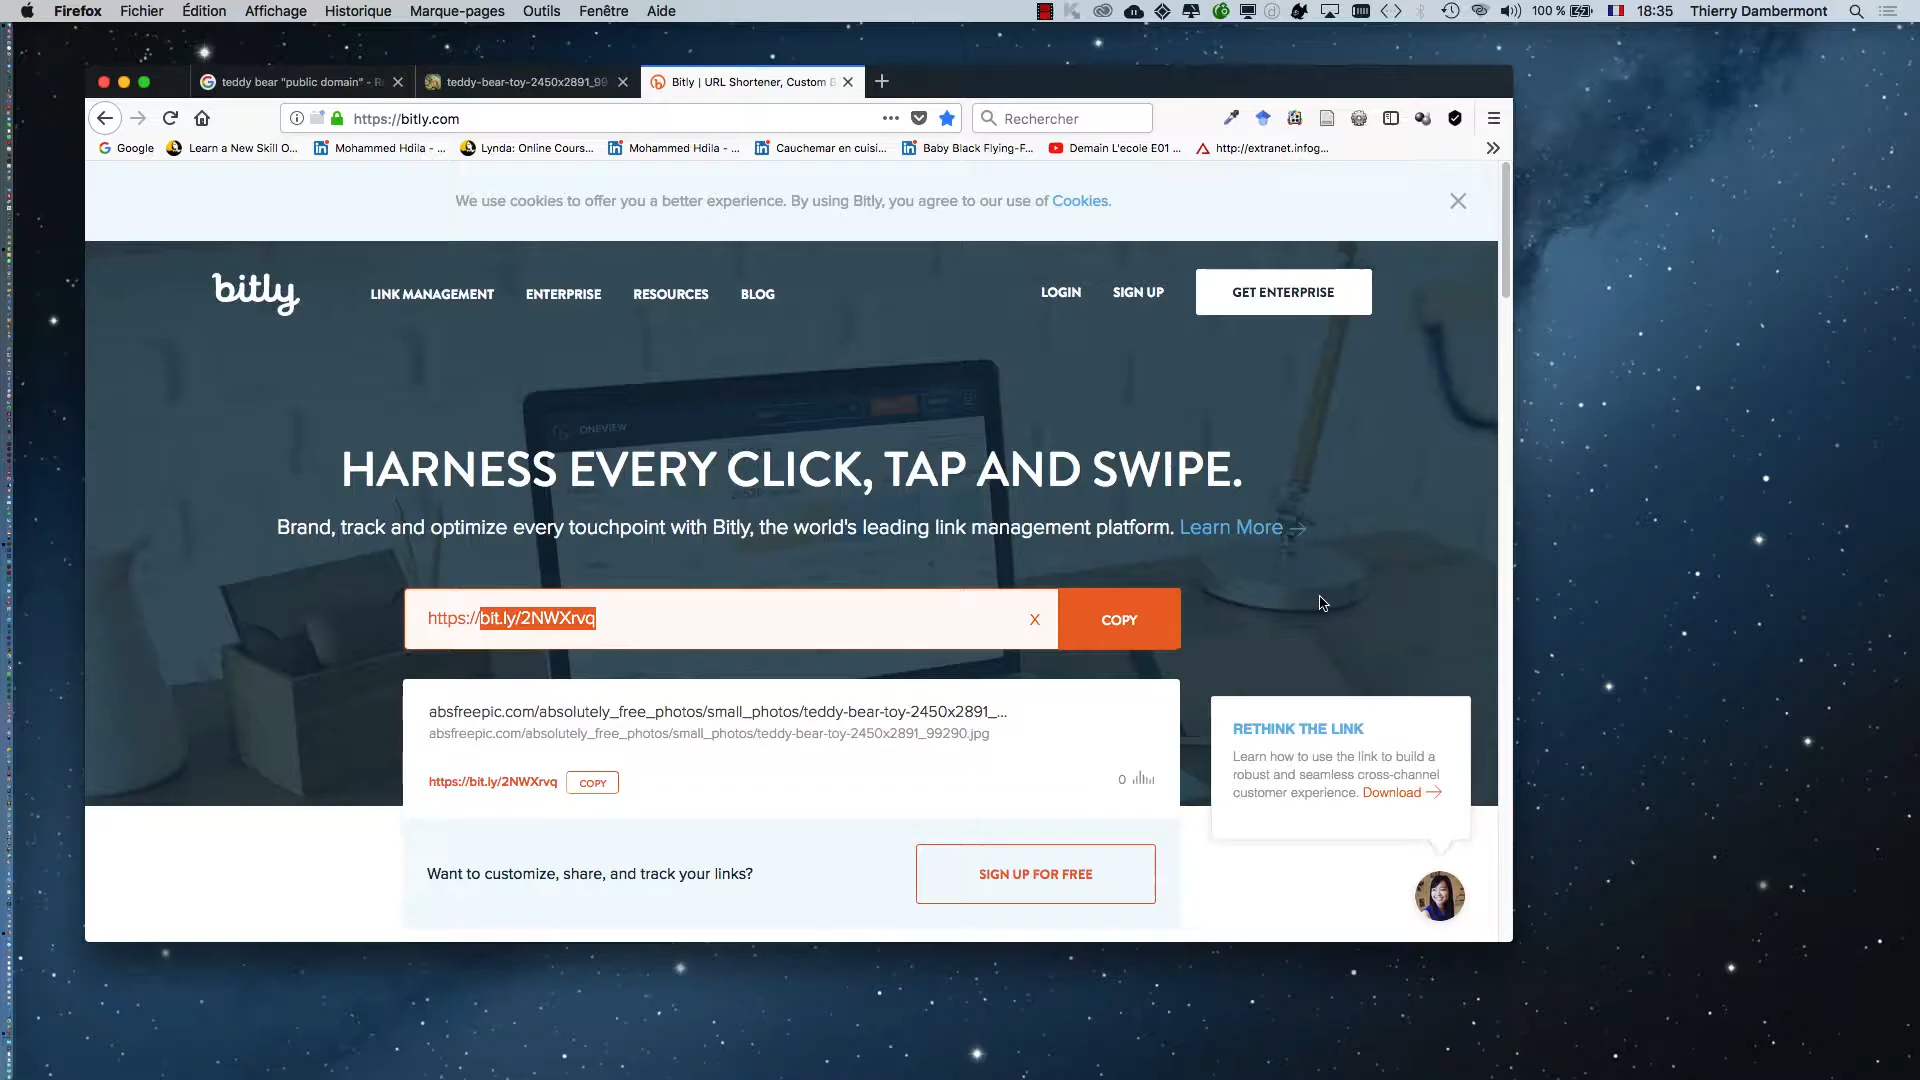 Firefox Fichier Édition Affichage Historique Marque-pages Outils Fenêtre Aide 100 % 18:35 Thierry Dambermont
teddy bear "public domain" - R teddy-bear-toy-2450x2891_99 Bitly | URL Shortener, Custom B
https://bitly.com Rechercher
Google Learn a New Skill O... Mohammed Hdila - ... Lynda: Online Cours... Mohammed Hdila - ... Cauchemar en cuisi... Baby Black Flying-F... Demain L'ecole E01 ... http://extranet.infog...
We use cookies to offer you a better experience. By using Bitly, you agree to our use of Cookies.
bitly LINK MANAGEMENT ENTERPRISE RESOURCES BLOG LOGIN SIGN UP GET ENTERPRISE
ONEVIEW
HARNESS EVERY CLICK, TAP AND SWIPE.
Brand, track and optimize every touchpoint with Bitly, the world's leading link management platform. Learn More →
https://bit.ly/2NWXrvq X COPY
absfreepic.com/absolutely_free_photos/small_photos/teddy-bear-toy-2450x2891_...
absfreepic.com/absolutely_free_photos/small_photos/teddy-bear-toy-2450x2891_99290.jpg
https://bit.ly/2NWXrvq COPY 0
RETHINK THE LINK
Learn how to use the link to build a
robust and seamless cross-channel
customer experience. Download →
Want to customize, share, and track your links? SIGN UP FOR FREE